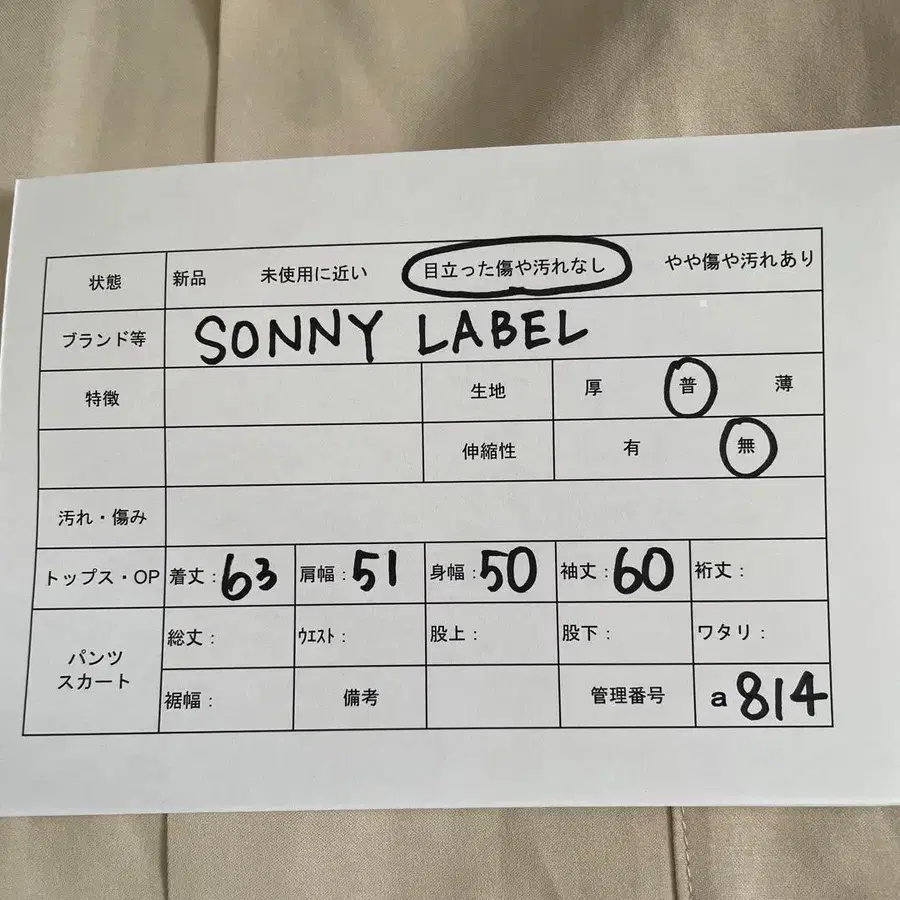 状態 新品 未使用に近い 目立った傷や汚れなし やや傷や汚れあり
ブランド等 SONNY LABEL
特徴 生地 厚 普 薄
伸縮性 有 無
汚れ・傷み
トップス・OP 着丈：63 肩幅：51 身幅：50 袖丈：60 裄丈：
パンツ スカート 総丈： ウエスト： 股上： 股下： ワタリ：
裾幅： 備考 管理番号 a 814